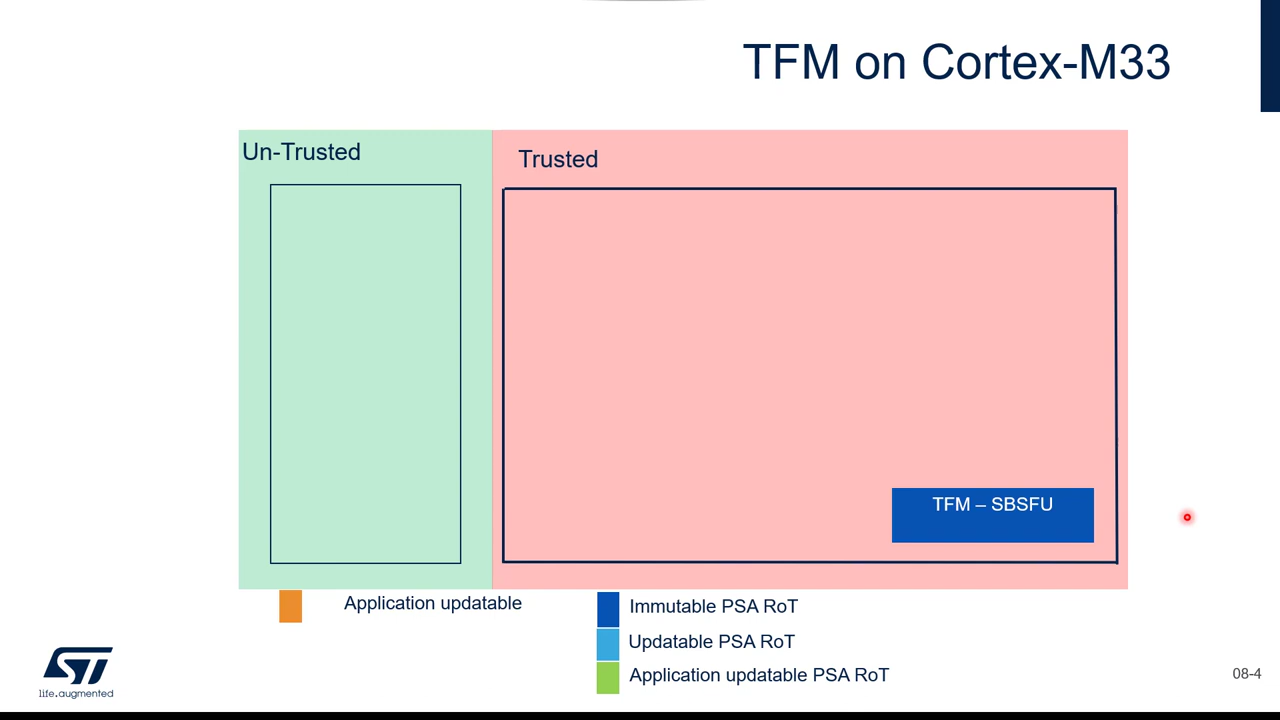 TFM on Cortex-M33
Un-Trusted
Trusted
TFM – SBSFU
Application updatable
Immutable PSA RoT
Updatable PSA RoT
Application updatable PSA RoT
ST
life.augmented
08-4